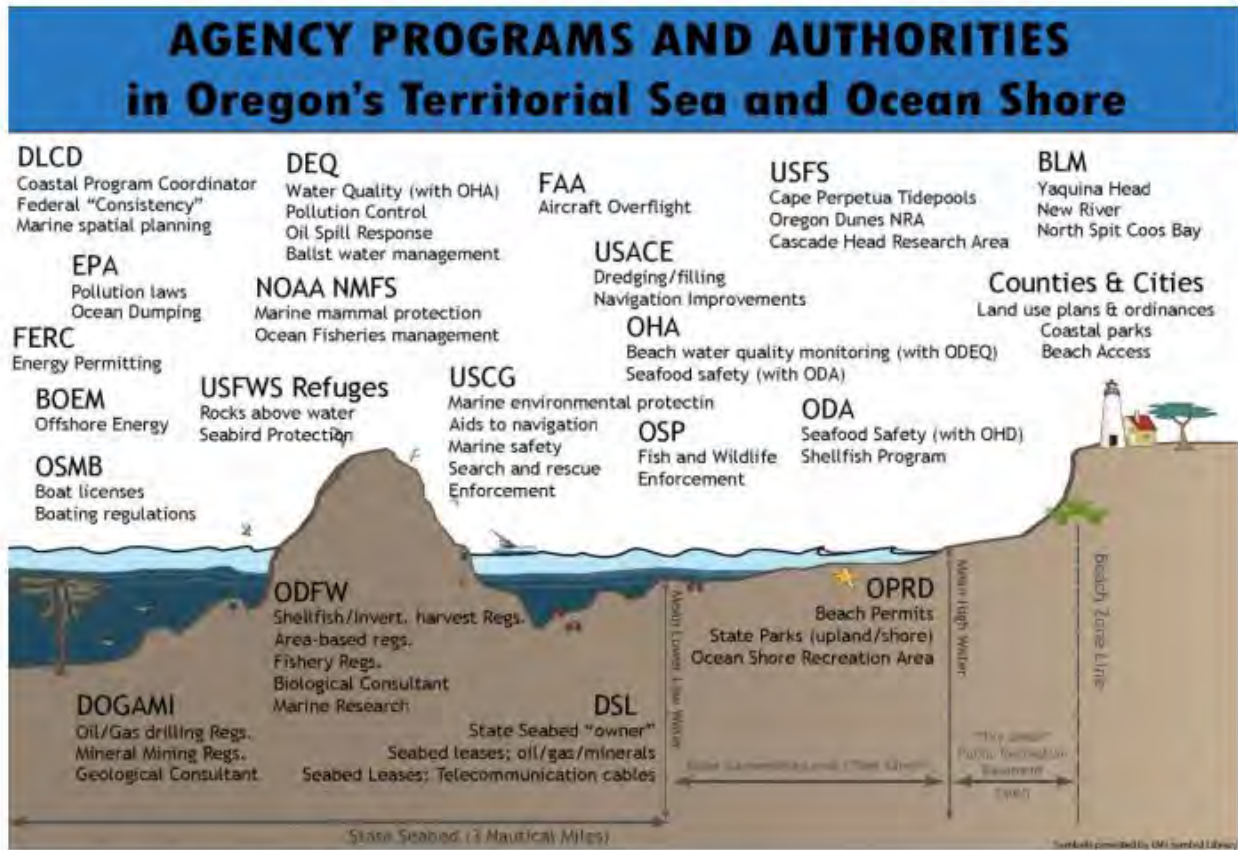 AGENCY PROGRAMS AND AUTHORITIES
in Oregon's Territorial Sea and Ocean Shore
DLCD
Coastal Program Coordinator
Federal "Consistency"
Marine spatial planning
DEQ
Water Quality (with OHA)
Pollution Control
Oil Spill Response
Ballst water management
FAA
Aircraft Overflight
USFS
Cape Perpetua Tidepools
Oregon Dunes NRA
Cascade Head Research Area
BLM
Yaquina Head
New River
North Spit Coos Bay
EPA
Pollution laws
Ocean Dumping
NOAA NMFS
Marine mammal protection
Ocean Fisheries management
USACE
Dredging/filling
Navigation Improvements
Counties & Cities
Land use plans & ordinances
Coastal parks
Beach Access
FERC
Energy Permitting
OHA
Beach water quality monitoring (with ODEQ)
Seafood safety (with ODA)
BOEM
Offshore Energy
USFWS Refuges
Rocks above water
Seabird Protection
USCG
Marine environmental protectin
Aids to navigation
Marine safety
Search and rescue
Enforcement
OSP
Fish and Wildlife
Enforcement
ODA
Seafood Safety (with OHD)
Shellfish Program
OSMB
Boat licenses
Boating regulations
ODFW
Shellfish/Invert. harvest Regs.
Area-based regs.
Fishery Regs.
Biological Consultant
Marine Research
OPRD
Beach Permits
State Parks (upland/shore)
Ocean Shore Recreation Area
Mean Lower Low Water
Mean High Water
Beach Zone Line
DOGAMI
Oil/Gas drilling Regs.
Mineral Mining Regs.
Geological Consultant
DSL
State Seabed "owner"
Seabed leases; oil/gas/minerals
Seabed Leases: Telecommunication cables
Public Recreation
Easement
State Seabed (3 Nautical Miles)